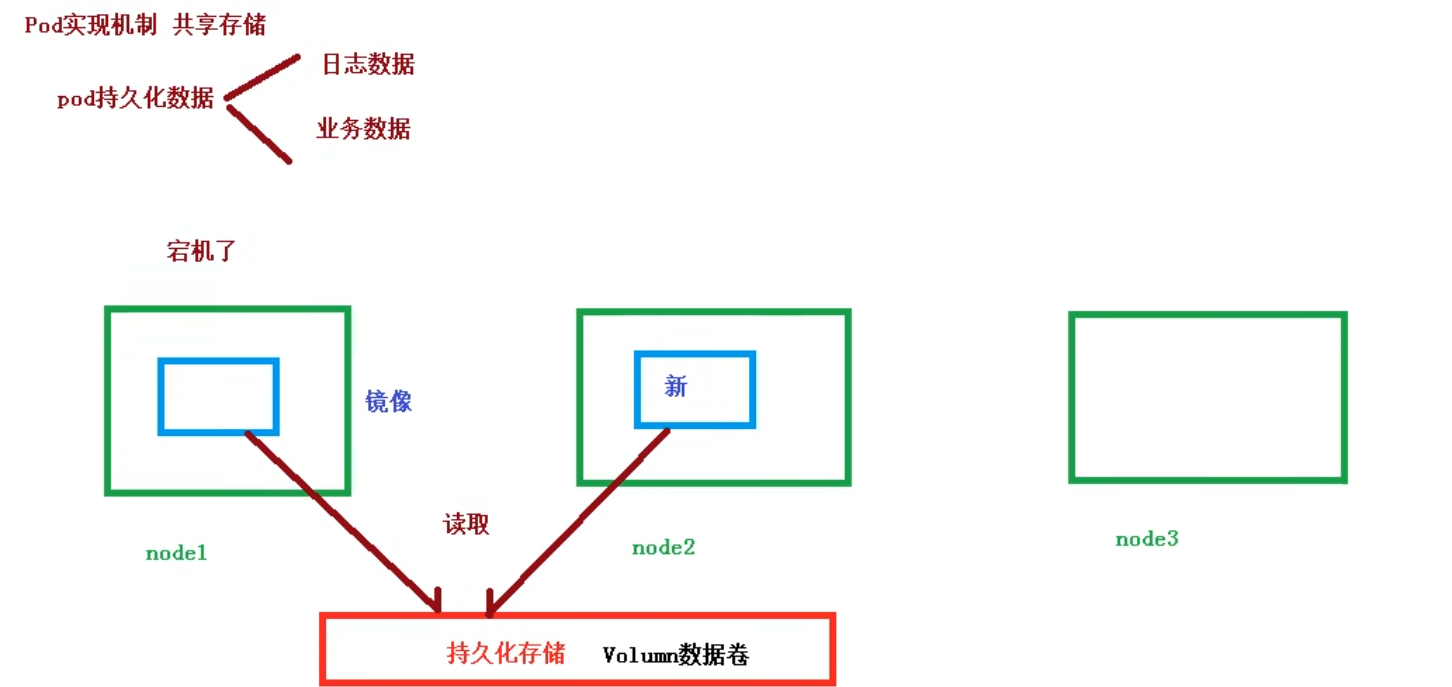 Pod实现机制 共享存储
日志数据
pod持久化数据
业务数据
宕机了
新
镜像
读取
node1
node2
node3
持久化存储 Volumn数据卷